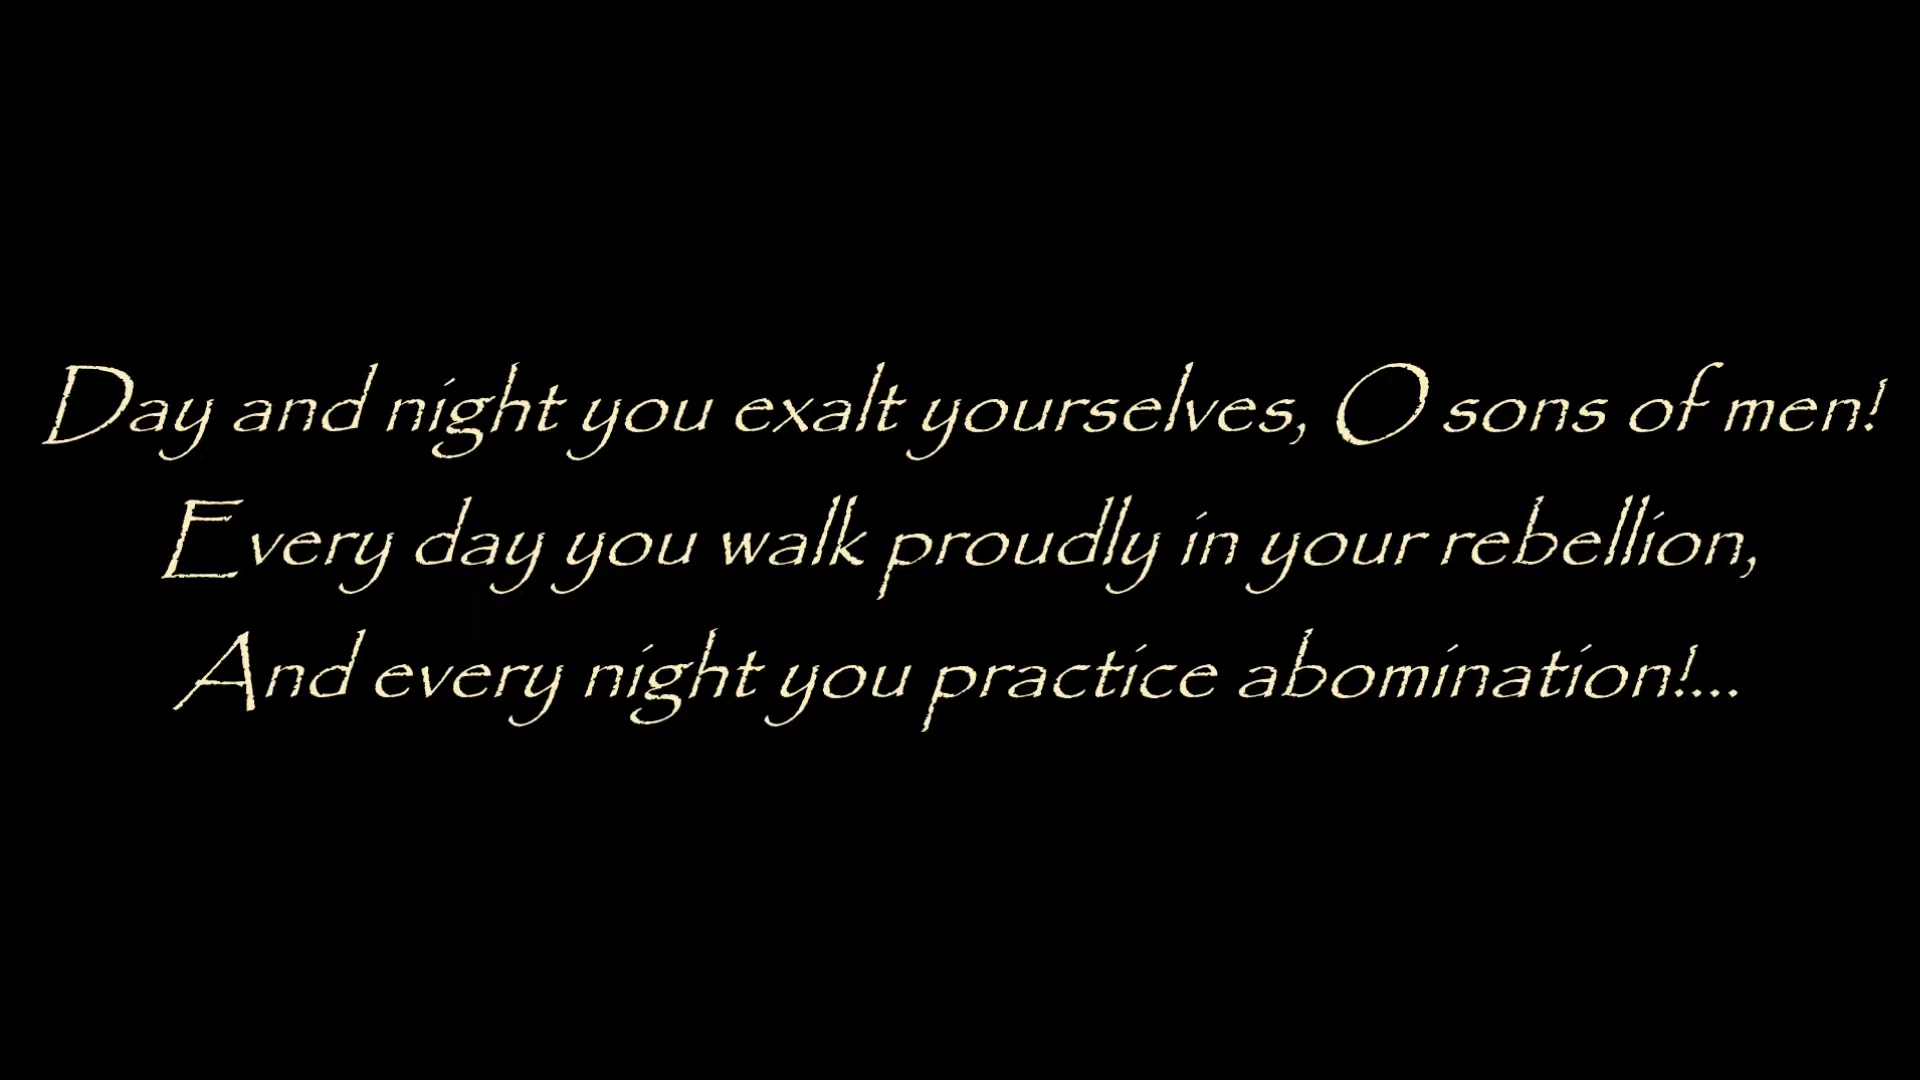 Day and night you exalt yourselves, O sons of men!
Every day you walk proudly in your rebellion,
And every night you practice abomination!...